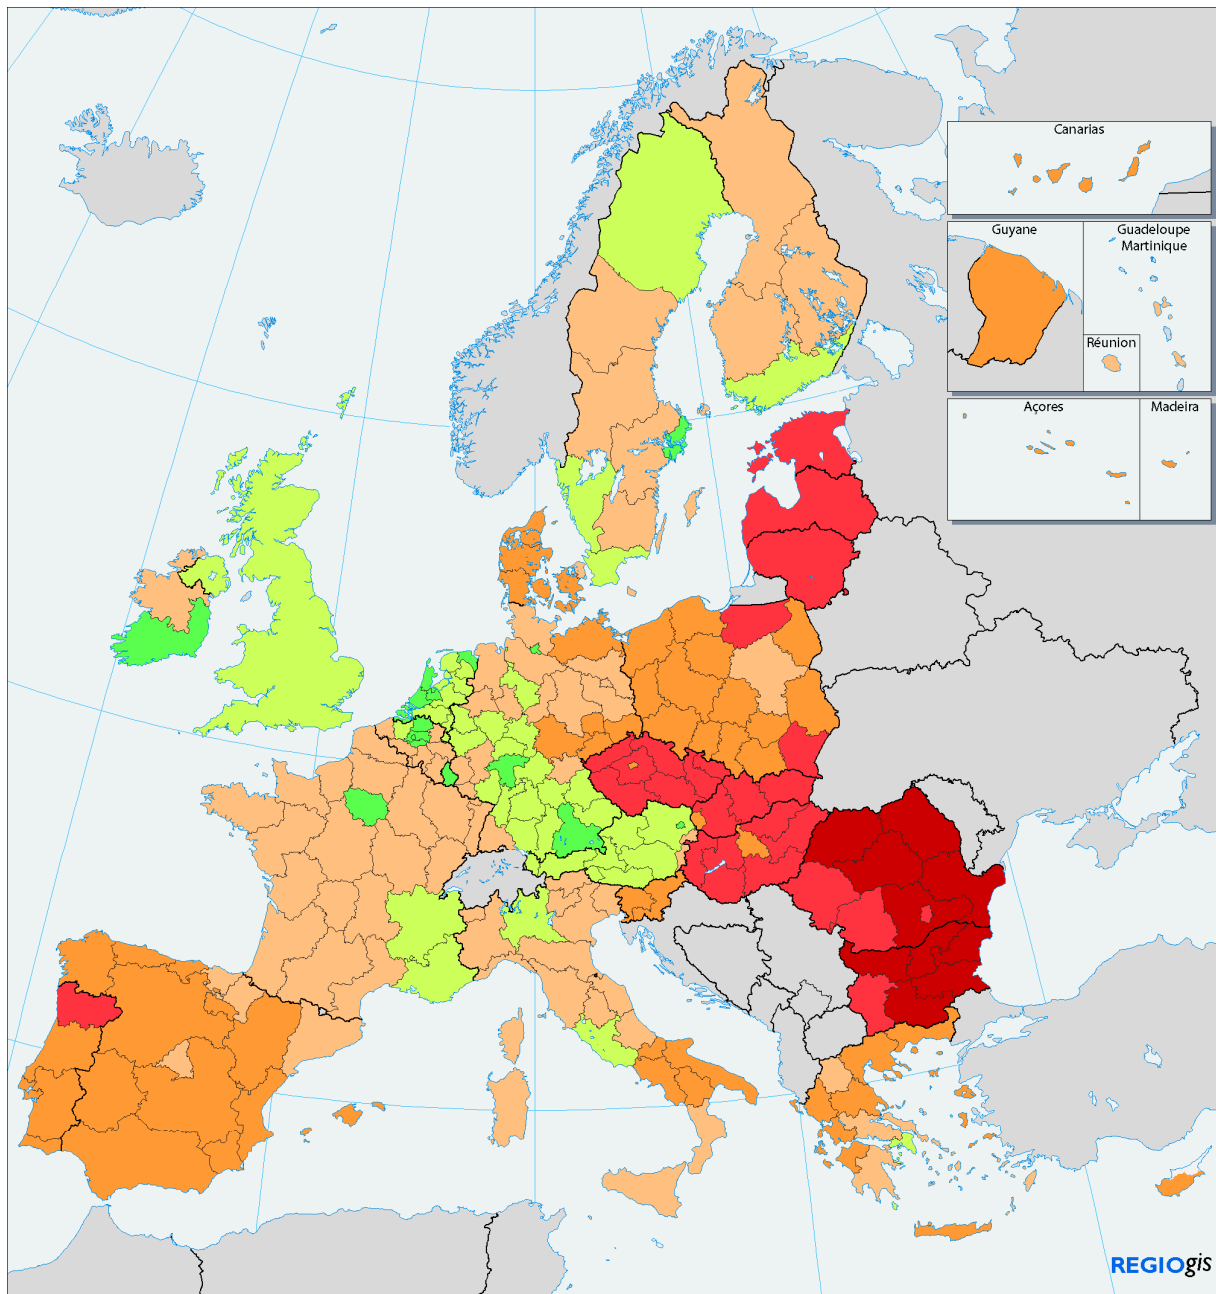 Canarias
Guyane
Guadeloupe
Martinique
Réunion
Açores
Madeira
REGIOgis